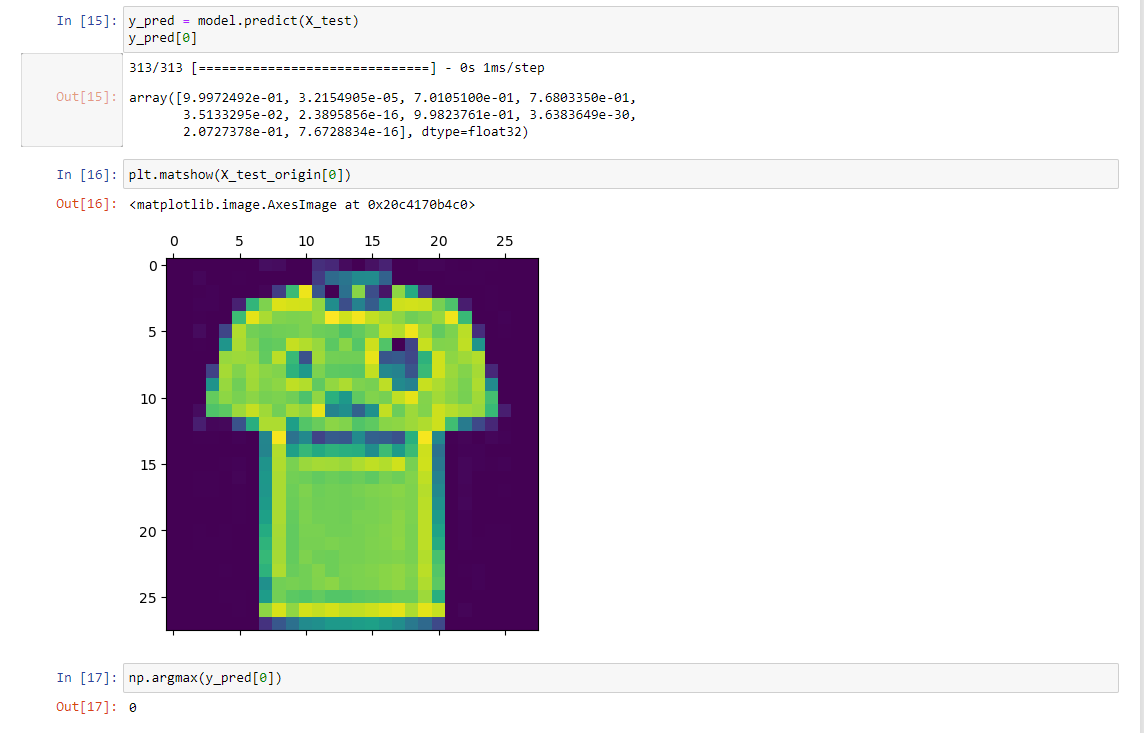 In [15]: y_pred = model.predict(X_test)
y_pred[0]
313/313 [==============================] - 0s 1ms/step
Out[15]: array([9.9972492e-01, 3.2154905e-05, 7.0105100e-01, 7.6803350e-01,
3.5133295e-02, 2.3895856e-16, 9.9823761e-01, 3.6383649e-30,
2.0727378e-01, 7.6728834e-16], dtype=float32)
In [16]: plt.matshow(X_test_origin[0])
Out[16]: <matplotlib.image.AxesImage at 0x20c4170b4c0>
0 5 10 15 20 25
0
5
10
15
20
25
In [17]: np.argmax(y_pred[0])
Out[17]: 0